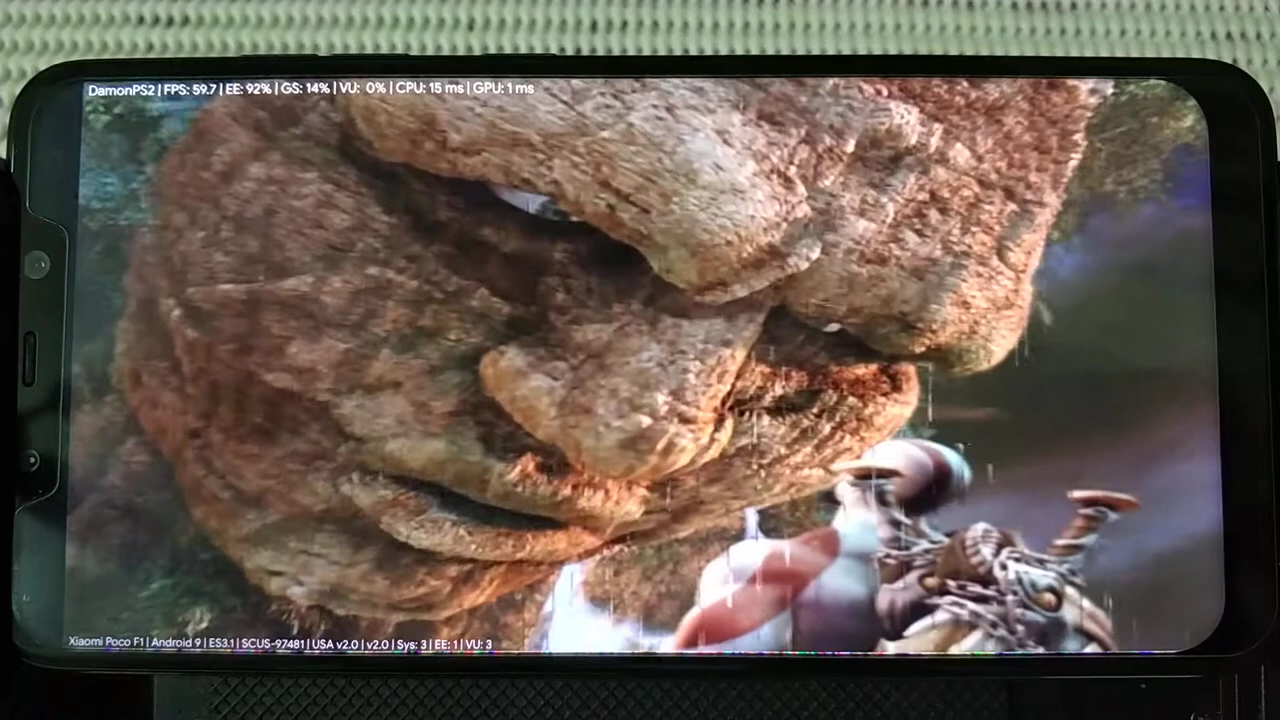 DamonPS2 | FPS: 59.7 | EE: 92% | GS: 14% | VU: 0% | CPU: 15 ms | GPU: 1 ms
Xiaomi Poco F1 | Android 9 | ES3.1 | SCUS-97481 | USA v2.0 | v2.0 | Sys: 3 | EE: 1 | VU: 3